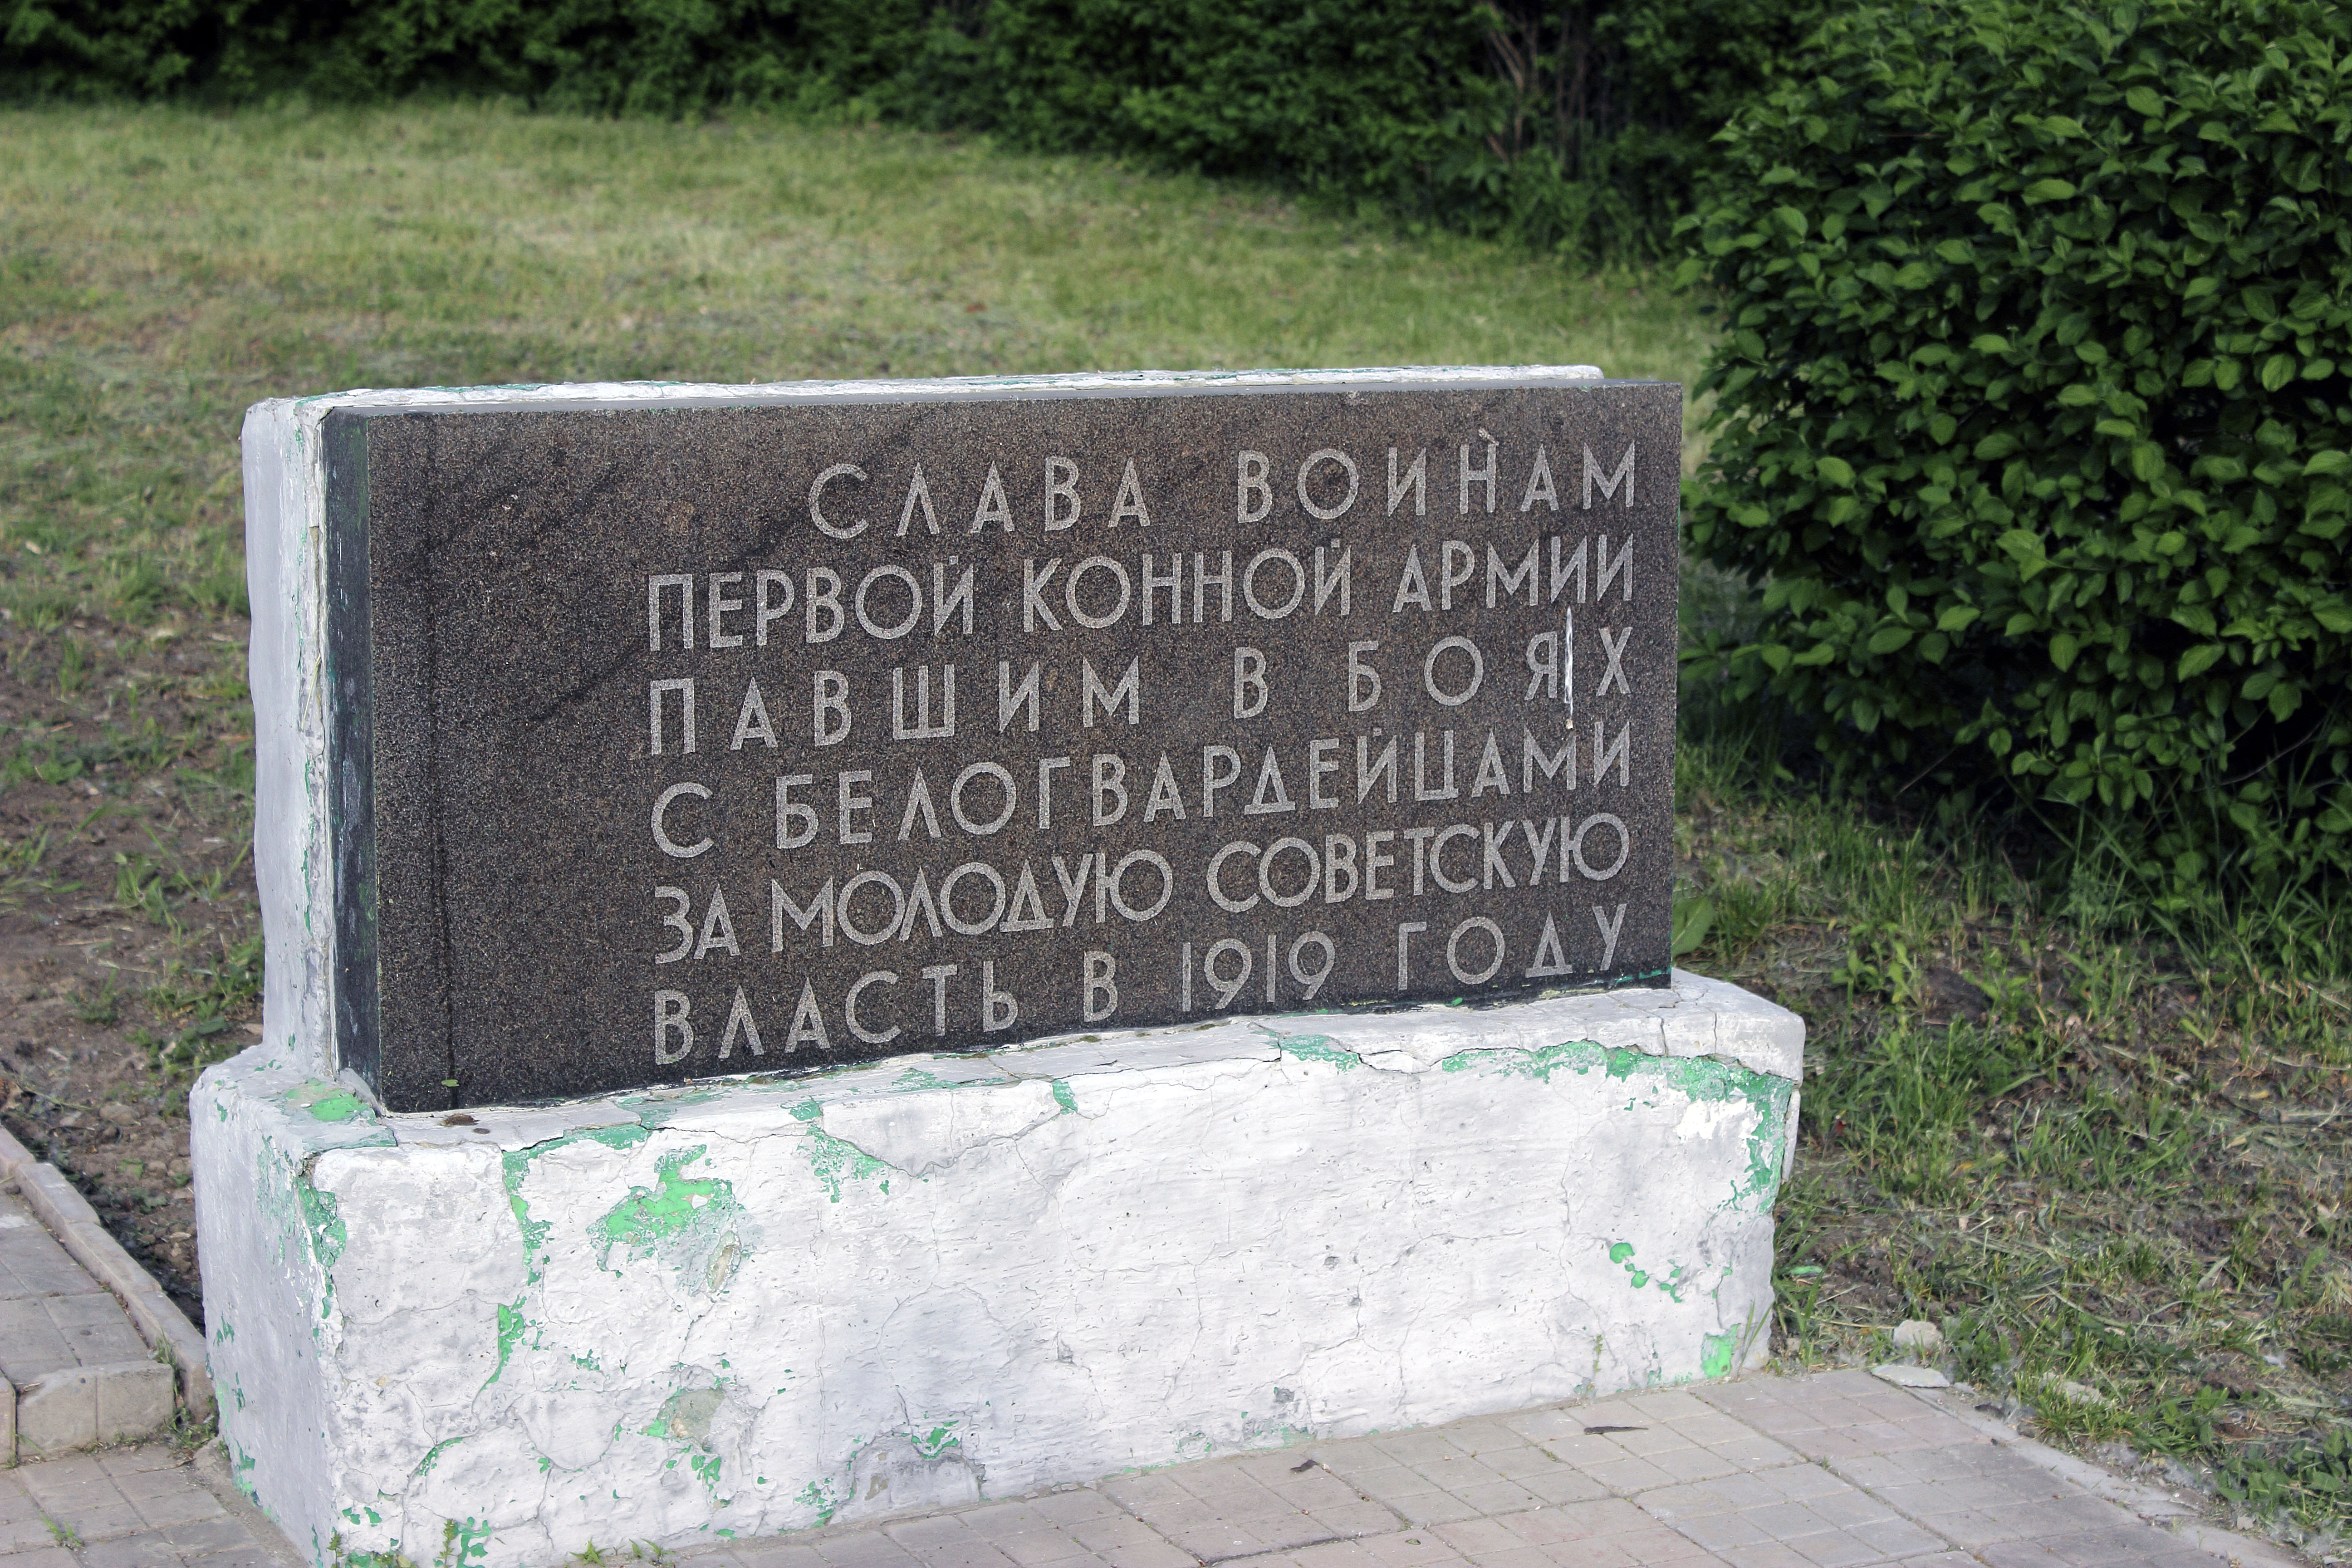 СЛАВА ВОИНАМ
ПЕРВОЙ КОННОЙ АРМИИ
ПАВШИМ В БОЯХ
С БЕЛОГВАРДЕЙЦАМИ
ЗА МОЛОДУЮ СОВЕТСКУЮ
ВЛАСТЬ В 1919 ГОДУ